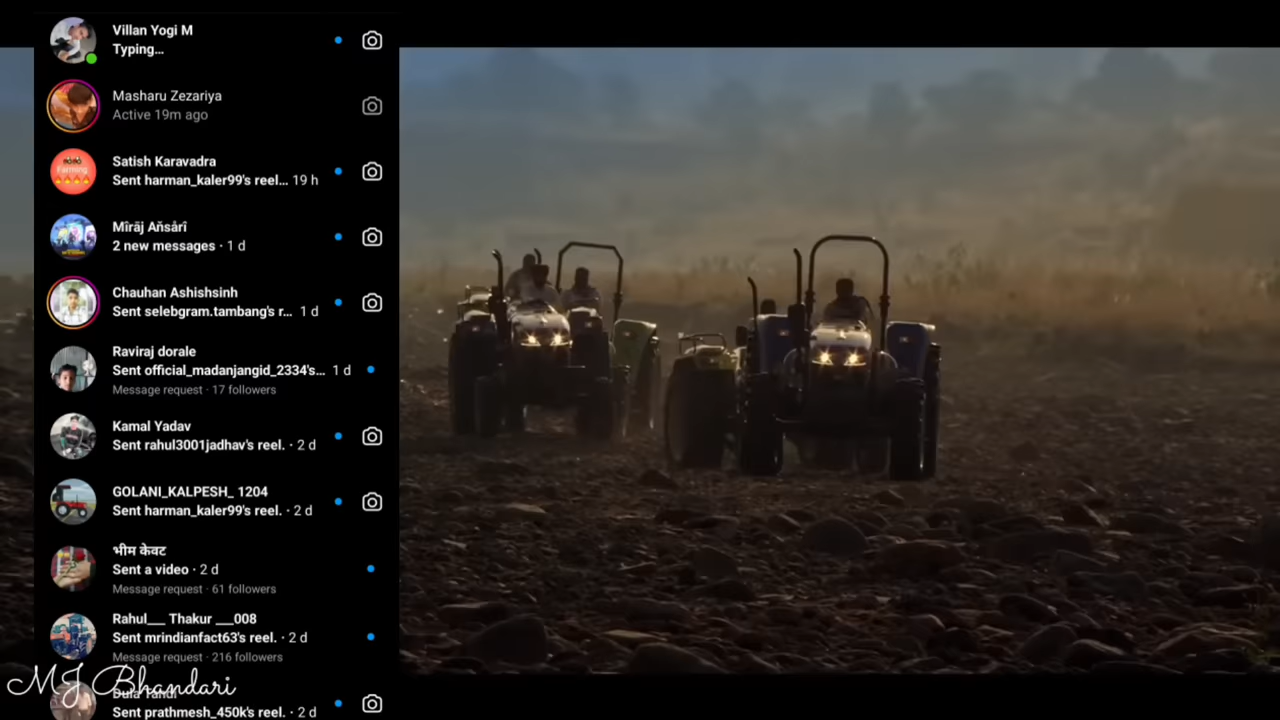 Villan Yogi M
Typing...
Masharu Zezariya
Active 19m ago
Satish Karavadra
Sent harman_kaler99's reel... 19 h
Mîrāj Aňsårî
2 new messages · 1 d
Chauhan Ashishsinh
Sent selebgram.tambang's r... 1 d
Raviraj dorale
Sent official_madanjangid_2334's... 1 d
Message request · 17 followers
Kamal Yadav
Sent rahul3001jadhav's reel. · 2 d
GOLANI_KALPESH_ 1204
Sent harman_kaler99's reel. · 2 d
भीम केवट
Sent a video · 2 d
Message request · 61 followers
Rahul___ Thakur ___008
Sent mrindianfact63's reel. · 2 d
Message request · 216 followers
MJ Bhandari
Sent prathmesh_450k's reel. · 2 d